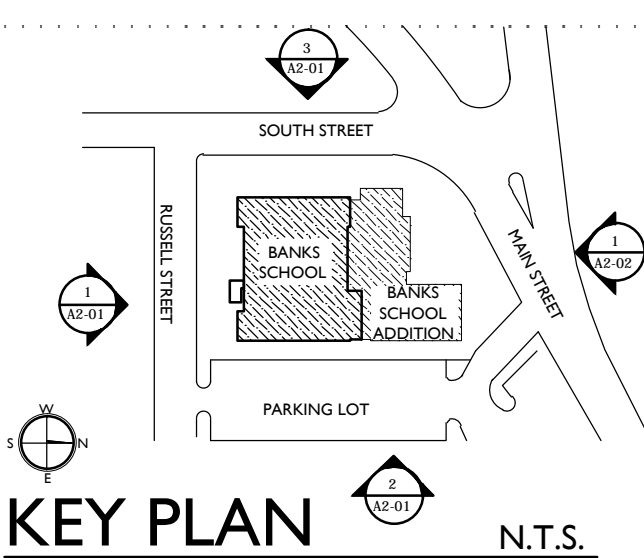 3
A2-01
SOUTH STREET
RUSSELL STREET
BANKS
SCHOOL
BANKS
SCHOOL
ADDITION
MAIN STREET
1
A2-02
1
A2-01
PARKING LOT
W
S
N
E
2
A2-01
KEY PLAN
N.T.S.